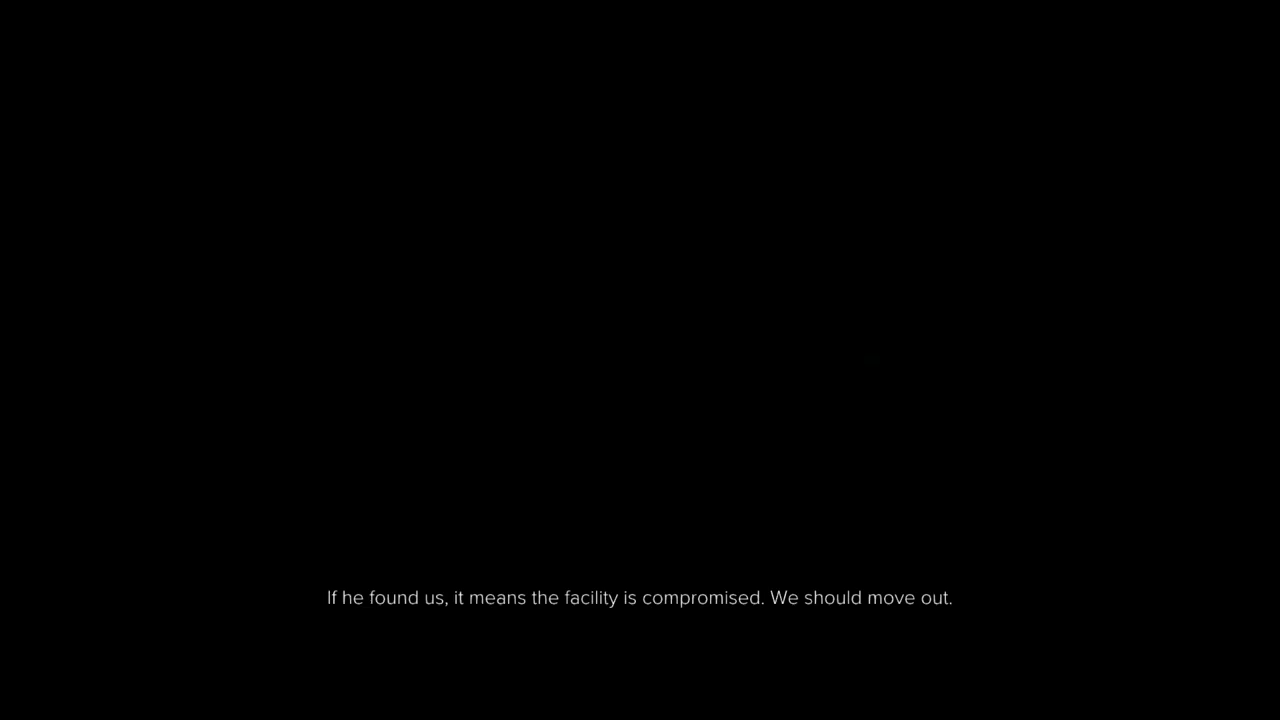 If he found us, it means the facility is compromised. We should move out.